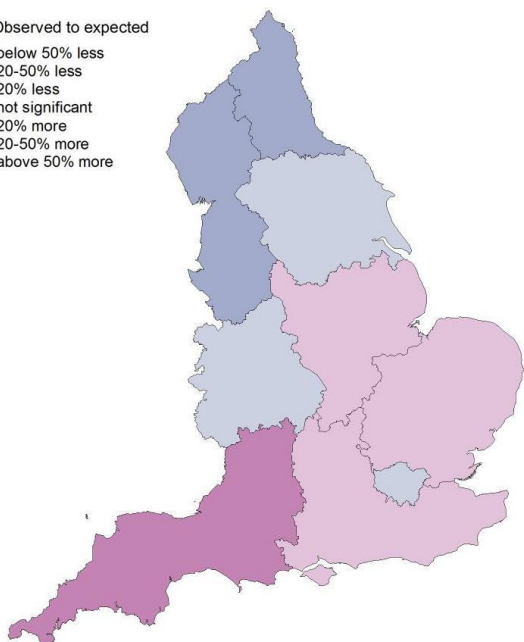 Observed to expected
below 50% less
20-50% less
20% less
not significant
20% more
20-50% more
above 50% more